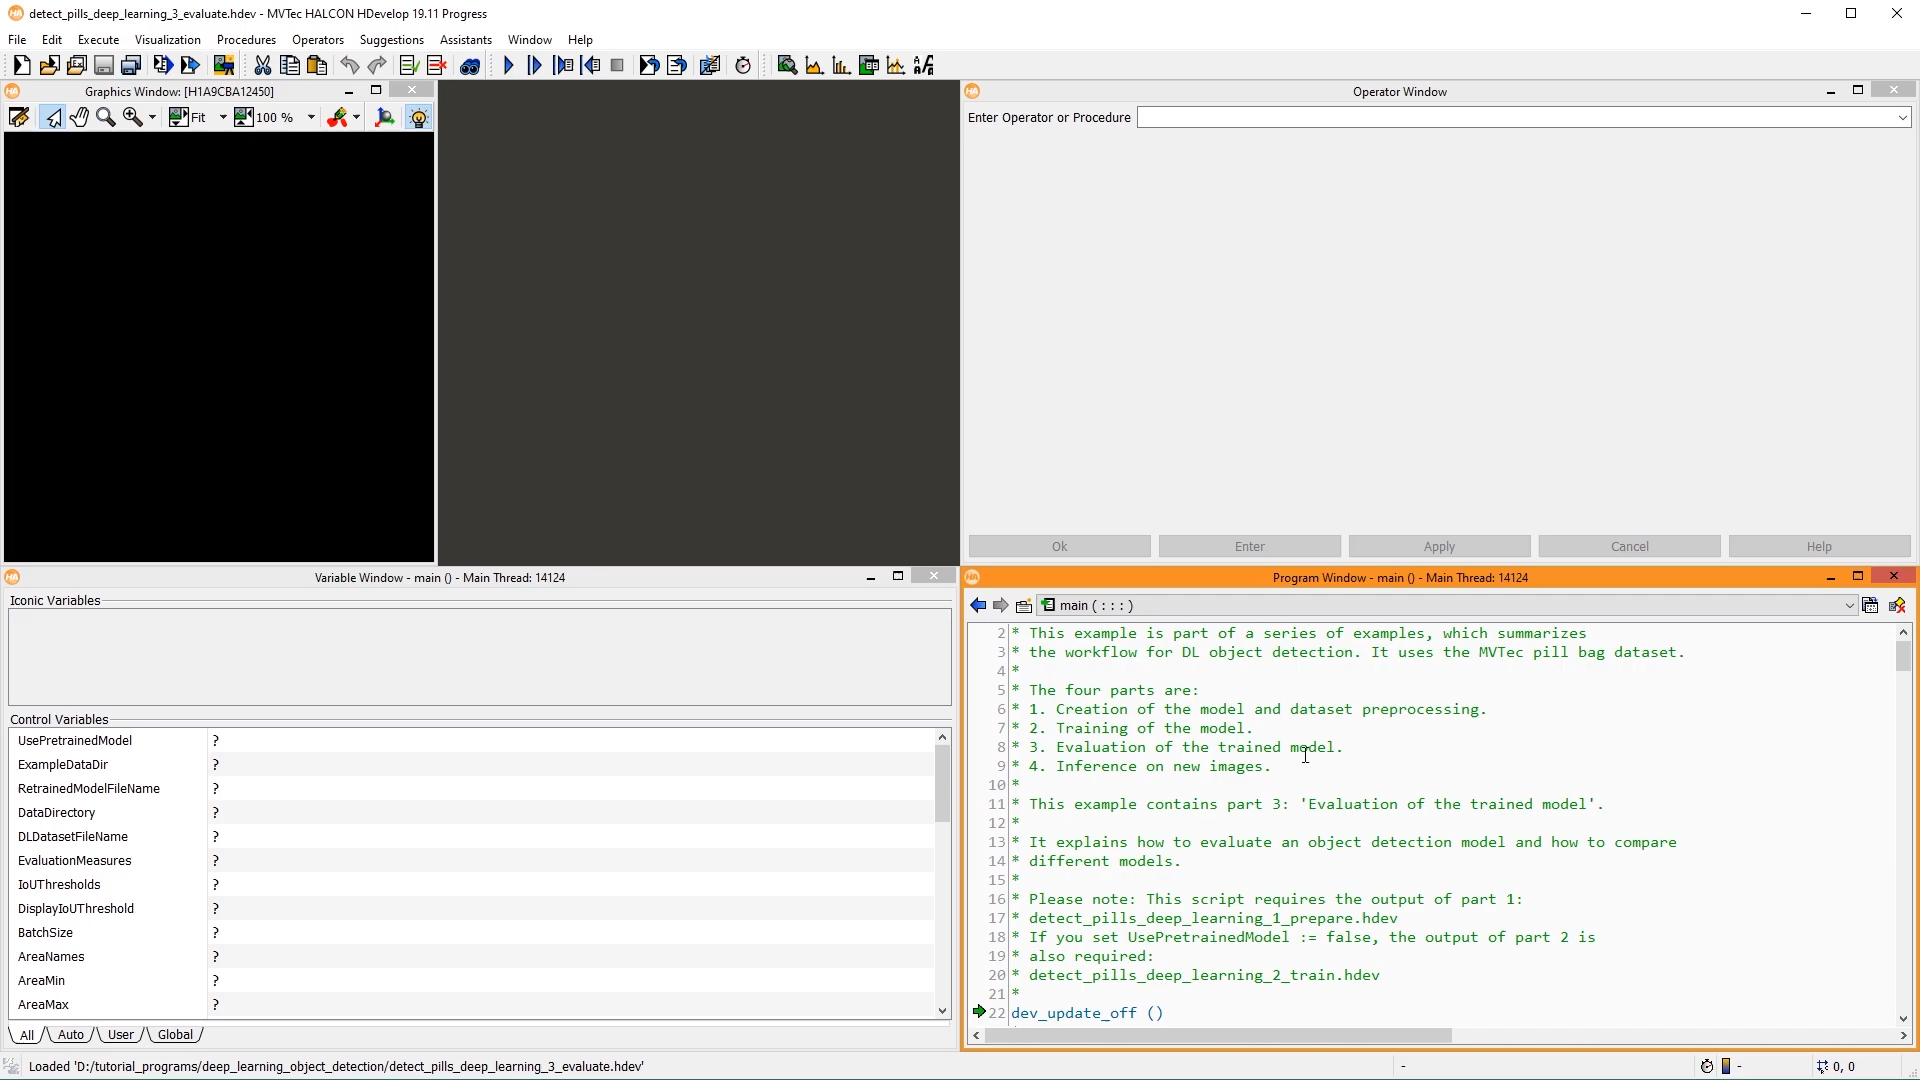 detect_pills_deep_learning_3_evaluate.hdev - MVTec HALCON HDevelop 19.11 Progress
File Edit Execute Visualization Procedures Operators Suggestions Assistants Window Help
Graphics Window: [H1A9CBA12450]
Fit 100 %
Operator Window
Enter Operator or Procedure
Ok Enter Apply Cancel Help
Variable Window - main () - Main Thread: 14124
Iconic Variables
Control Variables
UsePretrainedModel ?
ExampleDataDir ?
RetrainedModelFileName ?
DataDirectory ?
DLDatasetFileName ?
EvaluationMeasures ?
IoUThresholds ?
DisplayIoUThreshold ?
BatchSize ?
AreaNames ?
AreaMin ?
AreaMax ?
All Auto User Global
Program Window - main () - Main Thread: 14124
main ( : : : )
2 * This example is part of a series of examples, which summarizes
3 * the workflow for DL object detection. It uses the MVTec pill bag dataset.
4 *
5 * The four parts are:
6 * 1. Creation of the model and dataset preprocessing.
7 * 2. Training of the model.
8 * 3. Evaluation of the trained model.
9 * 4. Inference on new images.
10 *
11 * This example contains part 3: 'Evaluation of the trained model'.
12 *
13 * It explains how to evaluate an object detection model and how to compare
14 * different models.
15 *
16 * Please note: This script requires the output of part 1:
17 * detect_pills_deep_learning_1_prepare.hdev
18 * If you set UsePretrainedModel := false, the output of part 2 is
19 * also required:
20 * detect_pills_deep_learning_2_train.hdev
21 *
22 dev_update_off ()
Loaded 'D:/tutorial_programs/deep_learning_object_detection/detect_pills_deep_learning_3_evaluate.hdev'
- - 0, 0